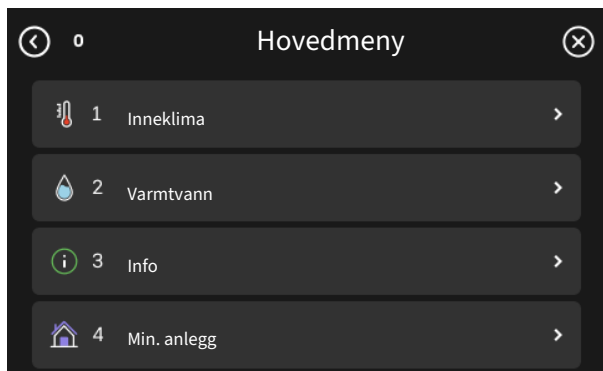 0 Hovedmeny
1 Inneklima
2 Varmtvann
3 Info
4 Min. anlegg